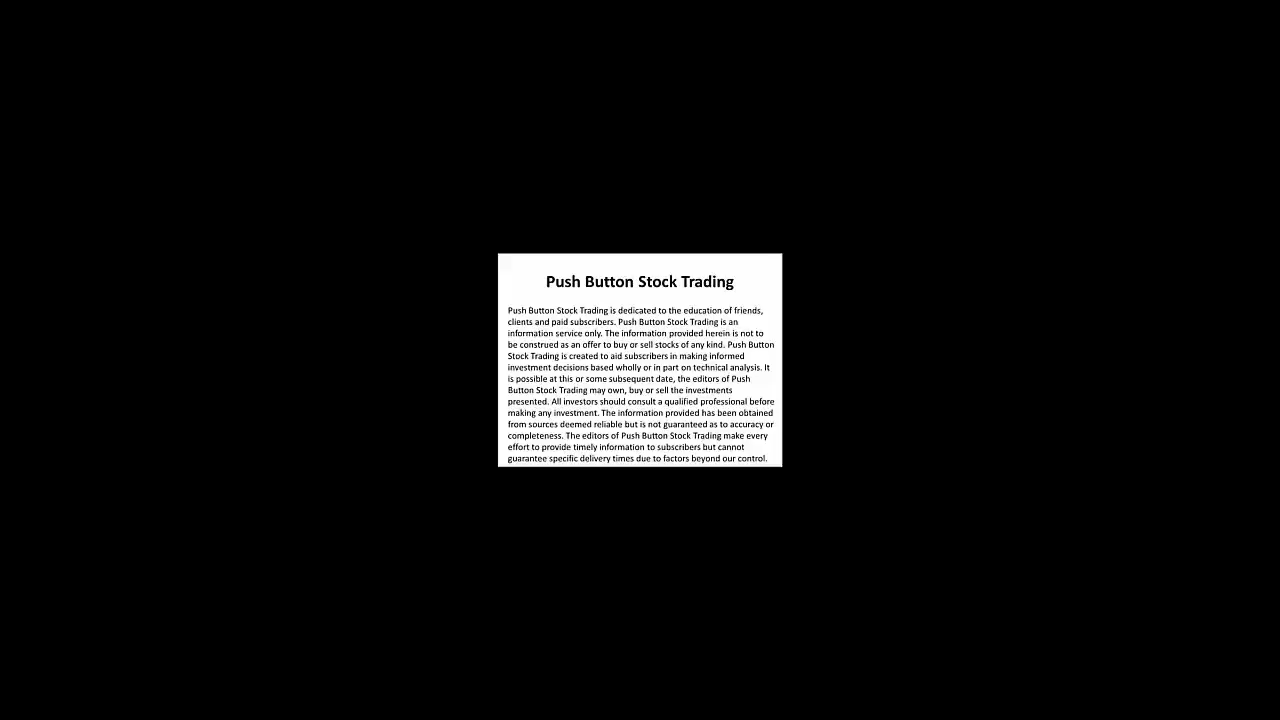 Push Button Stock Trading
Push Button Stock Trading is dedicated to the education of friends,
clients and paid subscribers. Push Button Stock Trading is an
information service only. The information provided herein is not to
be construed as an offer to buy or sell stocks of any kind. Push Button
Stock Trading is created to aid subscribers in making informed
investment decisions based wholly or in part on technical analysis. It
is possible at this or some subsequent date, the editors of Push
Button Stock Trading may own, buy or sell the investments
presented. All investors should consult a qualified professional before
making any investment. The information provided has been obtained
from sources deemed reliable but is not guaranteed as to accuracy or
completeness. The editors of Push Button Stock Trading make every
effort to provide timely information to subscribers but cannot
guarantee specific delivery times due to factors beyond our control.